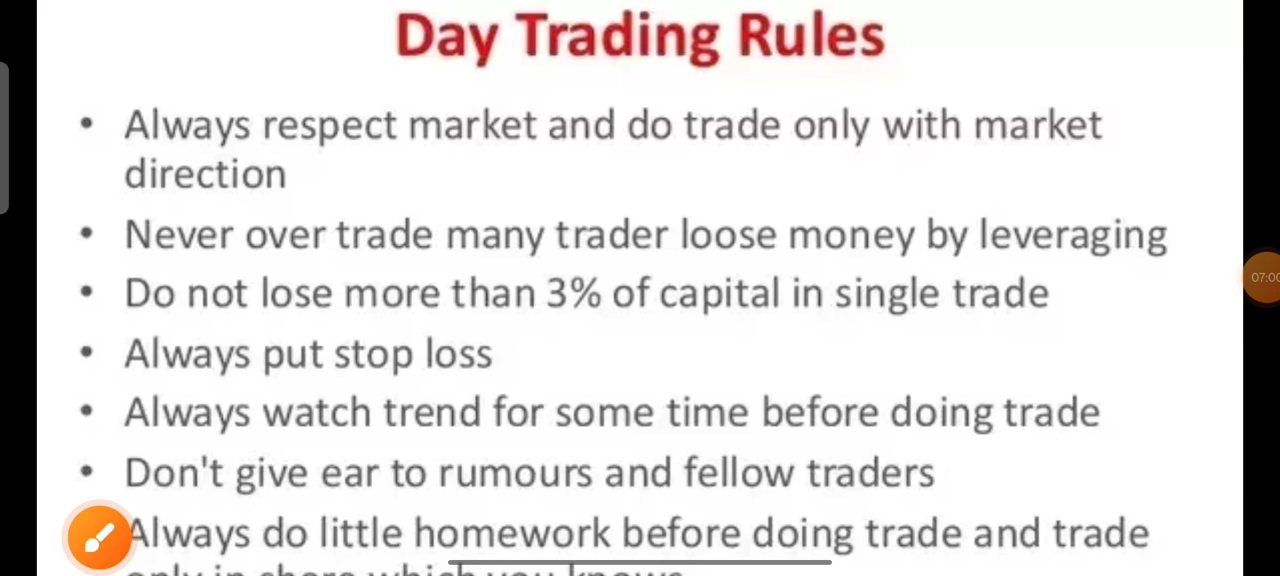 Day Trading Rules
• Always respect market and do trade only with market
direction
• Never over trade many trader loose money by leveraging
• Do not lose more than 3% of capital in single trade
• Always put stop loss
• Always watch trend for some time before doing trade
• Don't give ear to rumours and fellow traders
Always do little homework before doing trade and trade
only in share which you knows
07:00